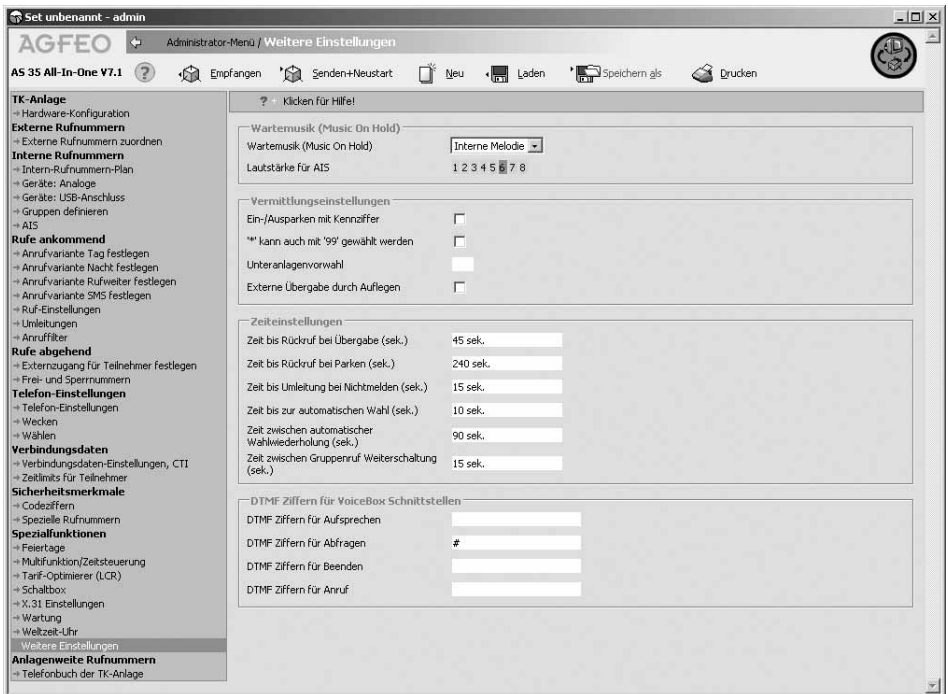 Set unbenannt - admin
AGFEO
Administrator-Menü / Weitere Einstellungen
AS 35 All-In-One V7.1
?
Empfangen
Senden+Neustart
Neu
Laden
Speichern als
Drucken
TK-Anlage
Hardware-Konfiguration
Externe Rufnummern
Externe Rufnummern zuordnen
Interne Rufnummern
Intern-Rufnummern-Plan
Geräte: Analoge
Geräte: USB-Anschluss
Gruppen definieren
AIS
Rufe ankommend
Anrufvariante Tag festlegen
Anrufvariante Nacht festlegen
Anrufvariante Rufweiter festlegen
Anrufvariante SMS festlegen
Ruf-Einstellungen
Umleitungen
Anruffilter
Rufe abgehend
Externzugang für Teilnehmer festlegen
Frei- und Sperrnummern
Telefon-Einstellungen
Telefon-Einstellungen
Wecken
Wählen
Verbindungsdaten
Verbindungsdaten-Einstellungen, CTI
Zeitlimits für Teilnehmer
Sicherheitsmerkmale
Codeziffern
Spezielle Rufnummern
Spezialfunktionen
Feiertage
Multifunktion/Zeitsteuerung
Tarif-Optimierer (LCR)
Schaltbox
X.31 Einstellungen
Wartung
Weltzeit-Uhr
Weitere Einstellungen
Anlagenweite Rufnummern
Telefonbuch der TK-Anlage
? Klicken für Hilfe!
Wartemusik (Music On Hold)
Wartemusik (Music On Hold) Interne Melodie
Lautstärke für AIS 1 2 3 4 5 6 7 8
Vermittlungseinstellungen
Ein-/Ausparken mit Kennziffer
'*' kann auch mit '99' gewählt werden
Unteranlagenvorwahl
Externe Übergabe durch Auflegen
Zeiteinstellungen
Zeit bis Rückruf bei Übergabe (sek.) 45 sek.
Zeit bis Rückruf bei Parken (sek.) 240 sek.
Zeit bis Umleitung bei Nichtmelden (sek.) 15 sek.
Zeit bis zur automatischen Wahl (sek.) 10 sek.
Zeit zwischen automatischer
Wahlwiederholung (sek.) 90 sek.
Zeit zwischen Gruppenruf Weiterschaltung
(sek.) 15 sek.
DTMF Ziffern für VoiceBox Schnittstellen
DTMF Ziffern für Aufsprechen
DTMF Ziffern für Abfragen #
DTMF Ziffern für Beenden
DTMF Ziffern für Anruf